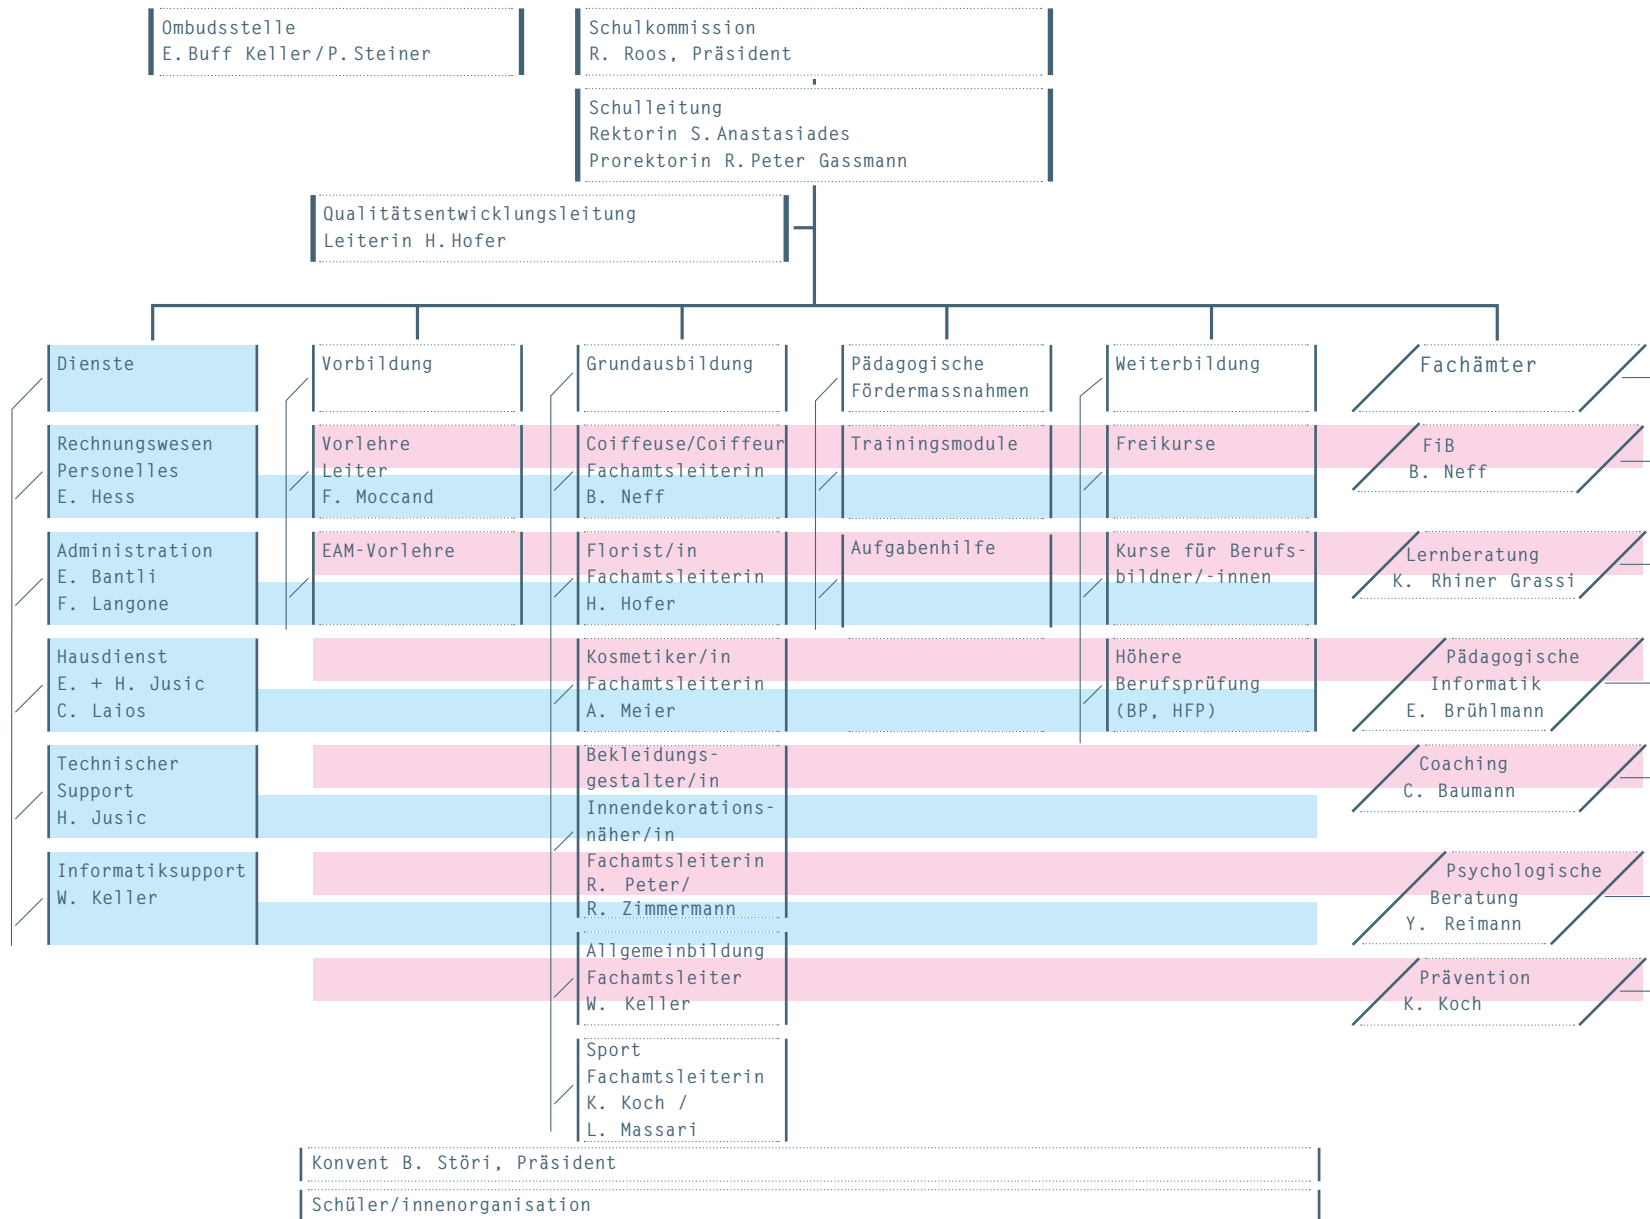 Ombudsstelle
E. Buff Keller/P. Steiner
Schulkommission
R. Roos, Präsident
Schulleitung
Rektorin S. Anastasiades
Prorektorin R. Peter Gassmann
Qualitätsentwicklungsleitung
Leiterin H. Hofer
Dienste
Rechnungswesen
Personelles
E. Hess
Administration
E. Bantli
F. Langone
Hausdienst
E. + H. Jusic
C. Laios
Technischer
Support
H. Jusic
Informatiksupport
W. Keller
Vorbildung
Vorlehre
Leiter
F. Moccand
EAM-Vorlehre
Grundausbildung
Coiffeuse/Coiffeur
Fachamtsleiterin
B. Neff
Florist/in
Fachamtsleiterin
H. Hofer
Kosmetiker/in
Fachamtsleiterin
A. Meier
Bekleidungs-
gestalter/in
Innendekorations-
näher/in
Fachamtsleiterin
R. Peter/
R. Zimmermann
Allgemeinbildung
Fachamtsleiter
W. Keller
Sport
Fachamtsleiterin
K. Koch /
L. Massari
Pädagogische
Fördermassnahmen
Trainingsmodule
Aufgabenhilfe
Weiterbildung
Freikurse
Kurse für Berufs-
bildner/-innen
Höhere
Berufsprüfung
(BP, HFP)
Fachämter
FiB
B. Neff
Lernberatung
K. Rhiner Grassi
Pädagogische
Informatik
E. Brühlmann
Coaching
C. Baumann
Psychologische
Beratung
Y. Reimann
Prävention
K. Koch
Konvent B. Störi, Präsident
Schüler/innenorganisation